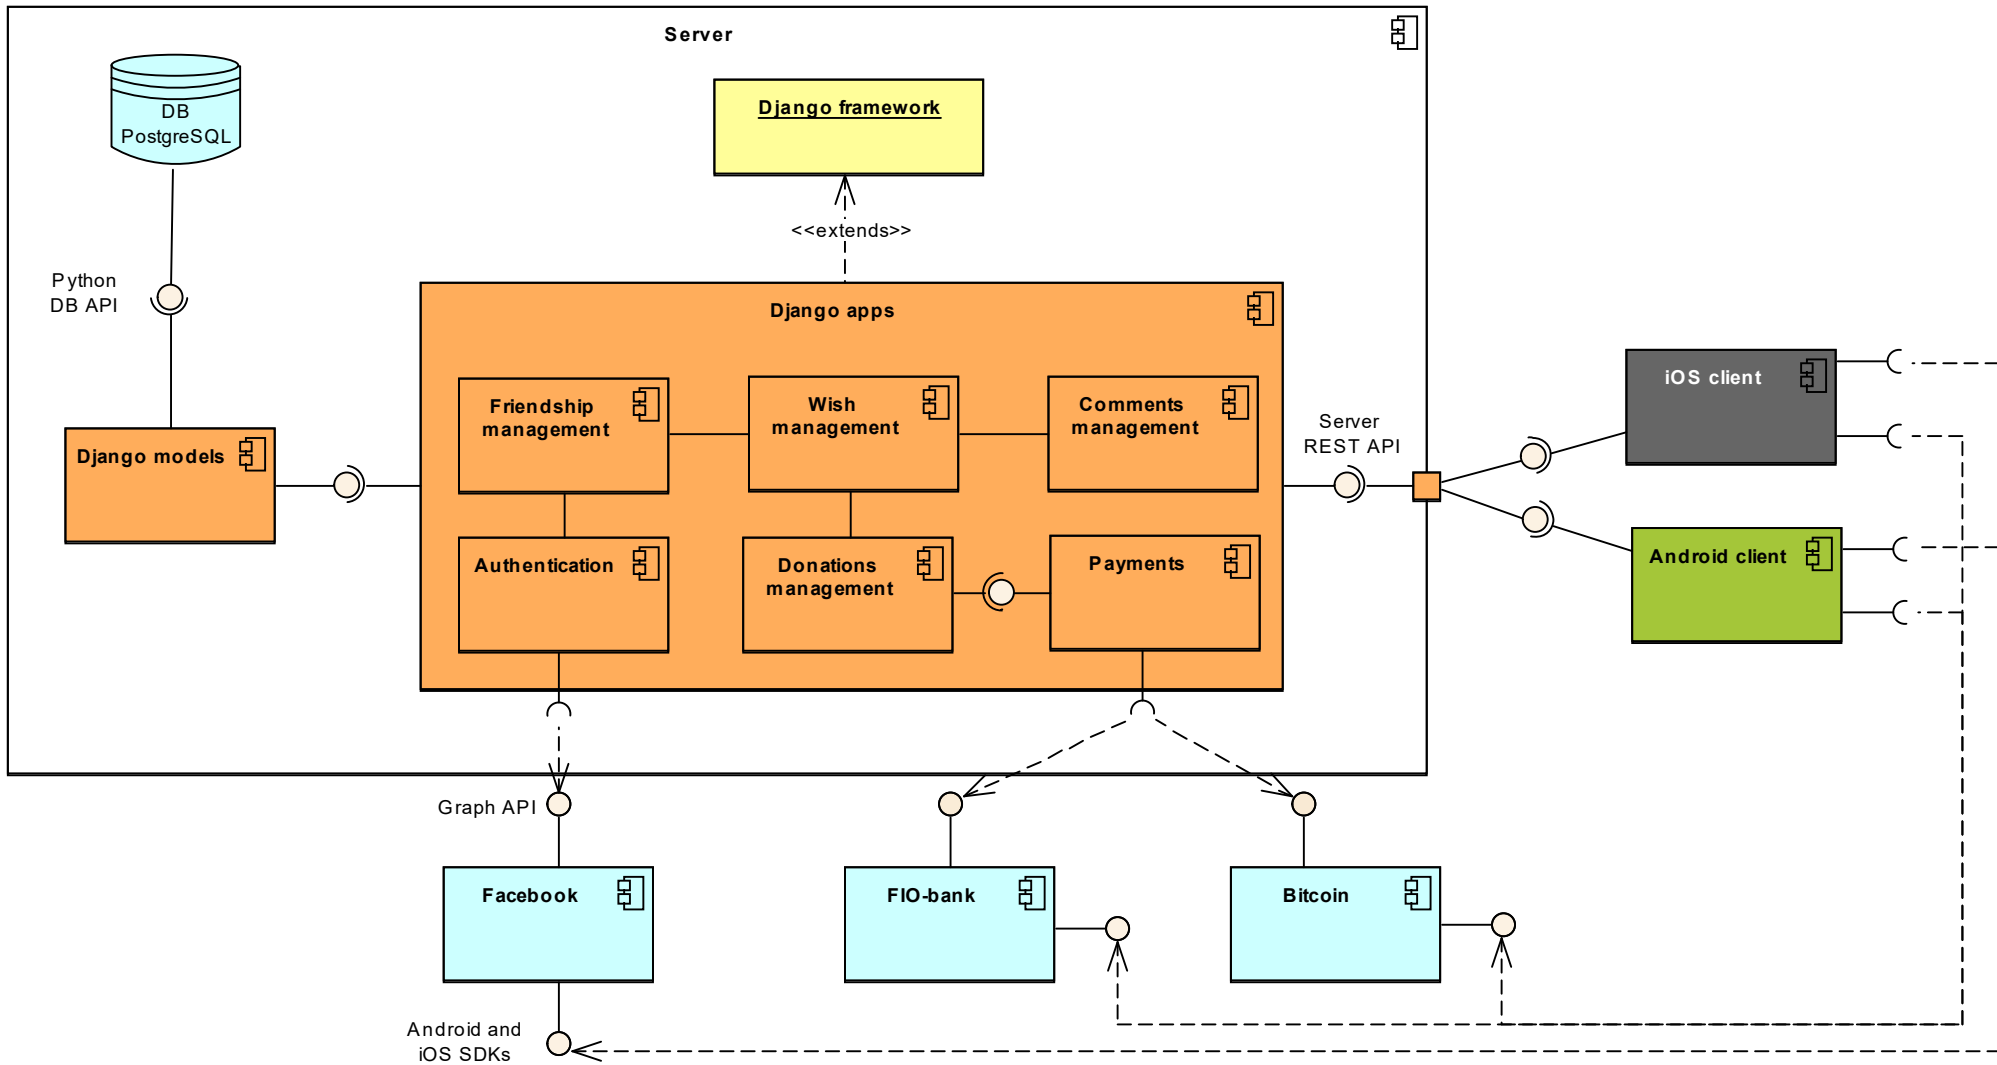 Server
DB
PostgreSQL
Django framework
<<extends>>
Python
DB API
Django apps
Friendship
management
Wish
management
Comments
management
Server
REST API
iOS client
Django models
Authentication
Donations
management
Payments
Android client
Graph API
Facebook
FIO-bank
Bitcoin
Android and
iOS SDKs